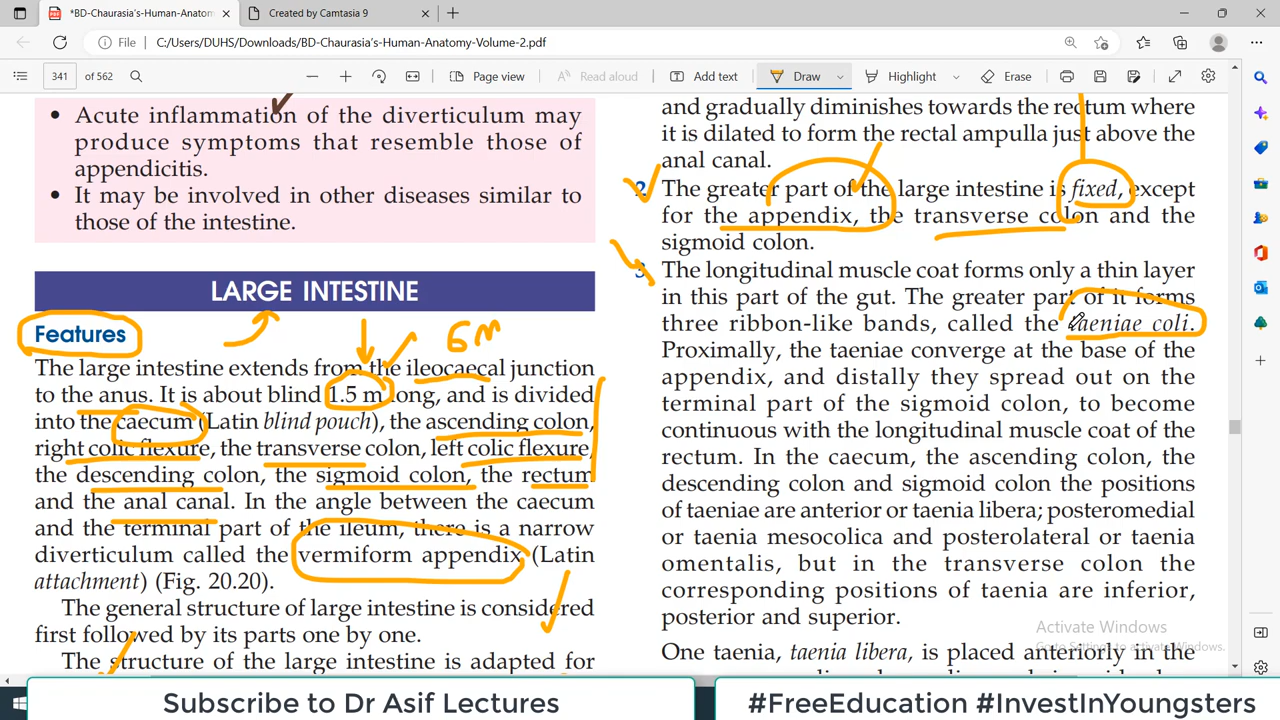 *BD-Chaurasia's-Human-Anatom
Created by Camtasia 9
File
C:/Users/DUHS/Downloads/BD-Chaurasia's-Human-Anatomy-Volume-2.pdf
341
of 562
Page view
Read aloud
Add text
Draw
Highlight
Erase
• Acute inflammation of the diverticulum may
produce symptoms that resemble those of
appendicitis.
• It may be involved in other diseases similar to
those of the intestine.
LARGE INTESTINE
Features
6m
The large intestine extends from the ileocaecal junction
to the anus. It is about blind 1.5 m long, and is divided
into the caecum (Latin blind pouch), the ascending colon,
right colic flexure, the transverse colon, left colic flexure,
the descending colon, the sigmoid colon, the rectum
and the anal canal. In the angle between the caecum
and the terminal part of the ileum, there is a narrow
diverticulum called the vermiform appendix (Latin
attachment) (Fig. 20.20).
The general structure of large intestine is considered
first followed by its parts one by one.
The structure of the large intestine is adapted for
and gradually diminishes towards the rectum where
it is dilated to form the rectal ampulla just above the
anal canal.
2. The greater part of the large intestine is fixed, except
for the appendix, the transverse colon and the
sigmoid colon.
3. The longitudinal muscle coat forms only a thin layer
in this part of the gut. The greater part of it forms
three ribbon-like bands, called the taeniae coli.
Proximally, the taeniae converge at the base of the
appendix, and distally they spread out on the
terminal part of the sigmoid colon, to become
continuous with the longitudinal muscle coat of the
rectum. In the caecum, the ascending colon, the
descending colon and sigmoid colon the positions
of taeniae are anterior or taenia libera; posteromedial
or taenia mesocolica and posterolateral or taenia
omentalis, but in the transverse colon the
corresponding positions of taenia are inferior,
posterior and superior.
One taenia, taenia libera, is placed anteriorly in the
Activate Windows
Go to Settings to activate Windows.
Subscribe to Dr Asif Lectures
#FreeEducation #InvestInYoungsters